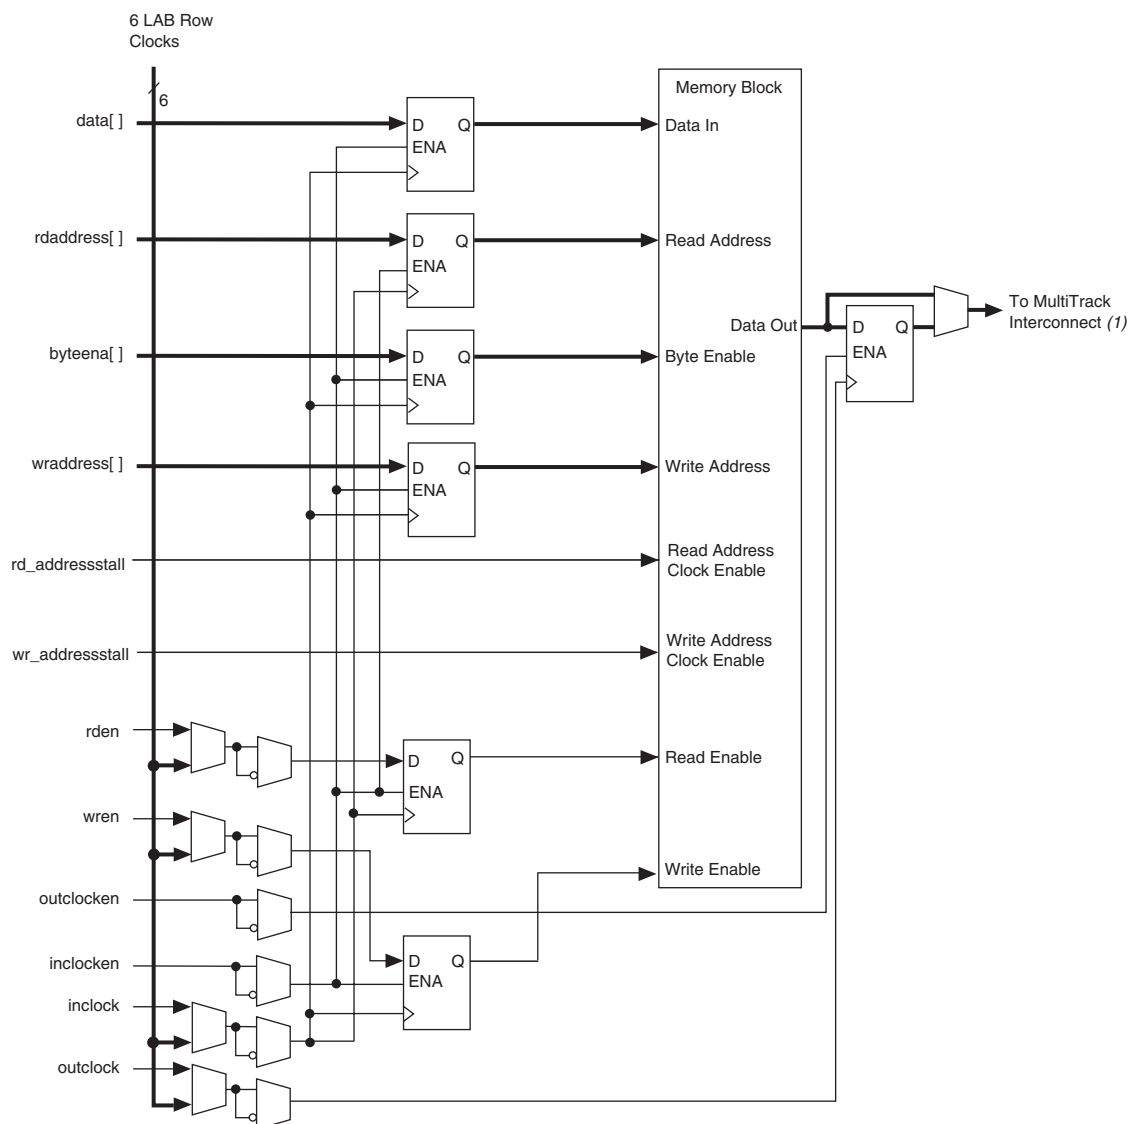 6 LAB Row
Clocks
6
Memory Block
data[ ]
D Q
Data In
ENA
rdaddress[ ]
D Q
Read Address
ENA
To MultiTrack
Interconnect (1)
Data Out
D Q
ENA
byteena[ ]
D Q
Byte Enable
ENA
wraddress[ ]
D Q
Write Address
ENA
rd_addressstall
Read Address
Clock Enable
wr_addressstall
Write Address
Clock Enable
rden
D Q
Read Enable
ENA
wren
Write Enable
outclocken
inclocken
D Q
ENA
inclock
outclock